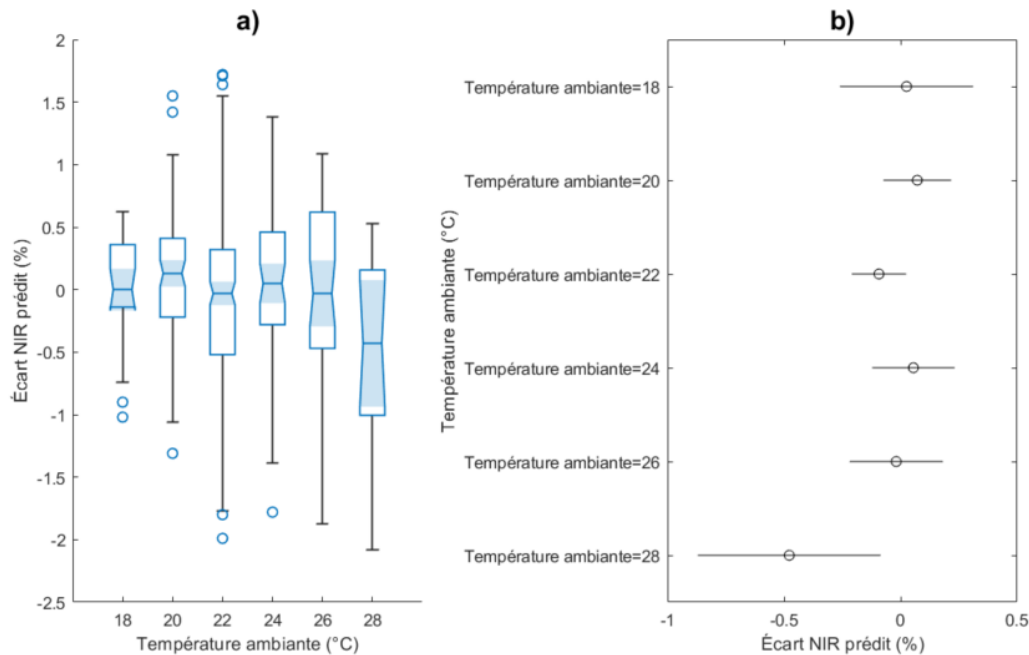 a)
2
1.5
1
0.5
0
-0.5
-1
-1.5
-2
-2.5
Écart NIR prédit (%)
18 20 22 24 26 28
Température ambiante (°C)
b)
Température ambiante=18
Température ambiante=20
Température ambiante=22
Température ambiante=24
Température ambiante=26
Température ambiante=28
Température ambiante (°C)
-1 -0.5 0 0.5
Écart NIR prédit (%)